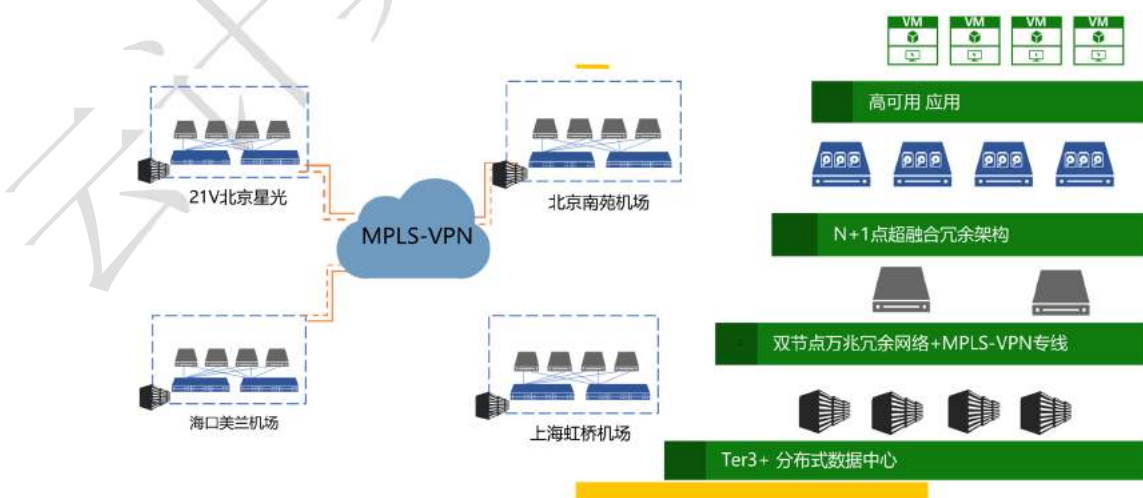 VM VM VM VM
高可用 应用
21V北京星光
北京南苑机场
MPLS-VPN
N+1点超融合冗余架构
双节点万兆冗余网络+MPLS-VPN专线
海口美兰机场
上海虹桥机场
Ter3+ 分布式数据中心